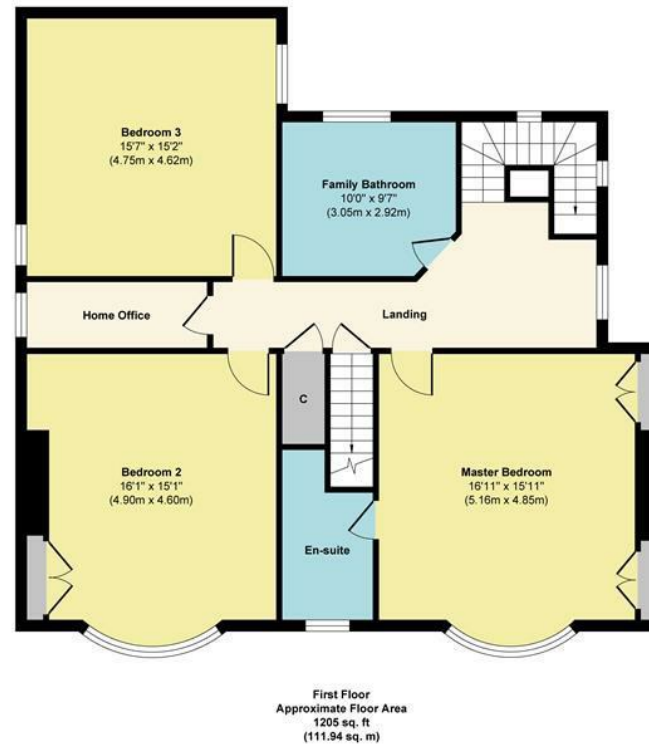 Bedroom 3
15'7" x 15'2"
(4.75m x 4.62m)
Family Bathroom
10'0" x 9'7"
(3.05m x 2.92m)
Home Office
Landing
C
Bedroom 2
16'1" x 15'1"
(4.90m x 4.60m)
En-suite
Master Bedroom
16'11" x 15'11"
(5.16m x 4.85m)
First Floor
Approximate Floor Area
1205 sq. ft
(111.94 sq. m)